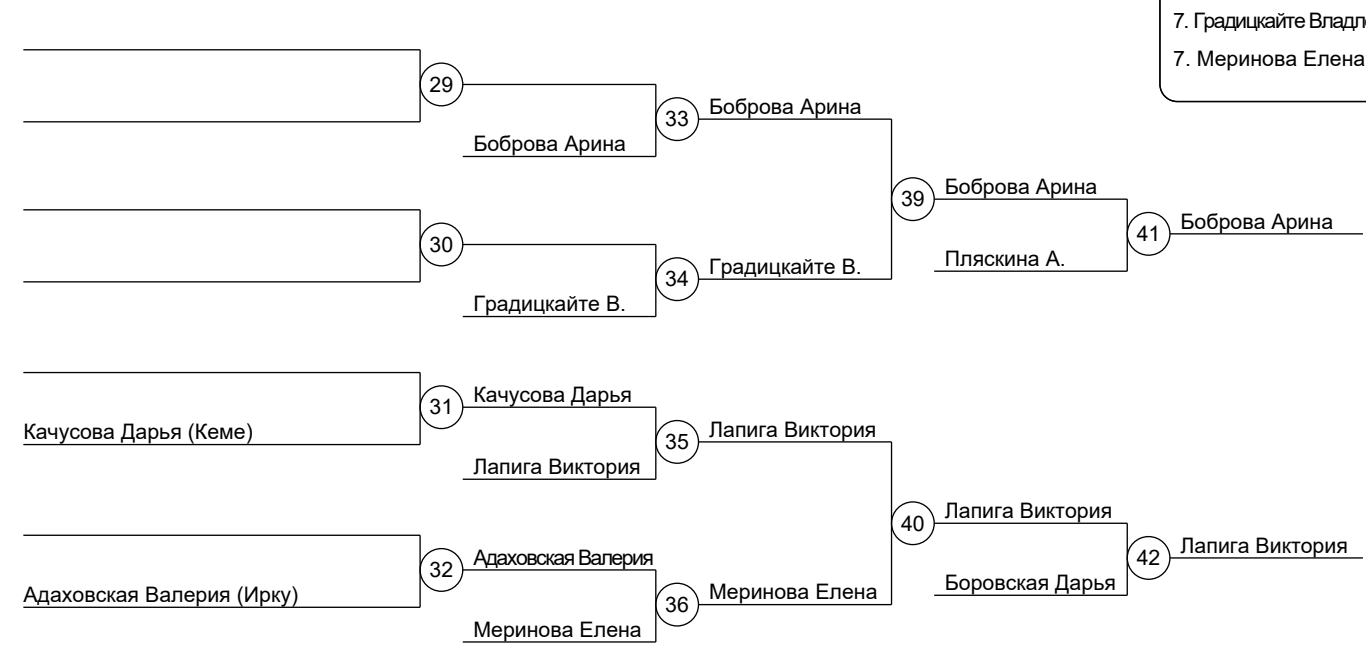 7. Градицкайте Владл
7. Меринова Елена
29
Боброва Арина
33
Боброва Арина
39
Боброва Арина
41
Боброва Арина
30
Градицкайте В.
34
Градицкайте В.
Пляскина А.
Качусова Дарья (Кеме)
31
Качусова Дарья
Лапига Виктория
35
Лапига Виктория
40
Лапига Виктория
42
Лапига Виктория
Адаховская Валерия (Ирку)
32
Адаховская Валерия
Меринова Елена
36
Меринова Елена
Боровская Дарья